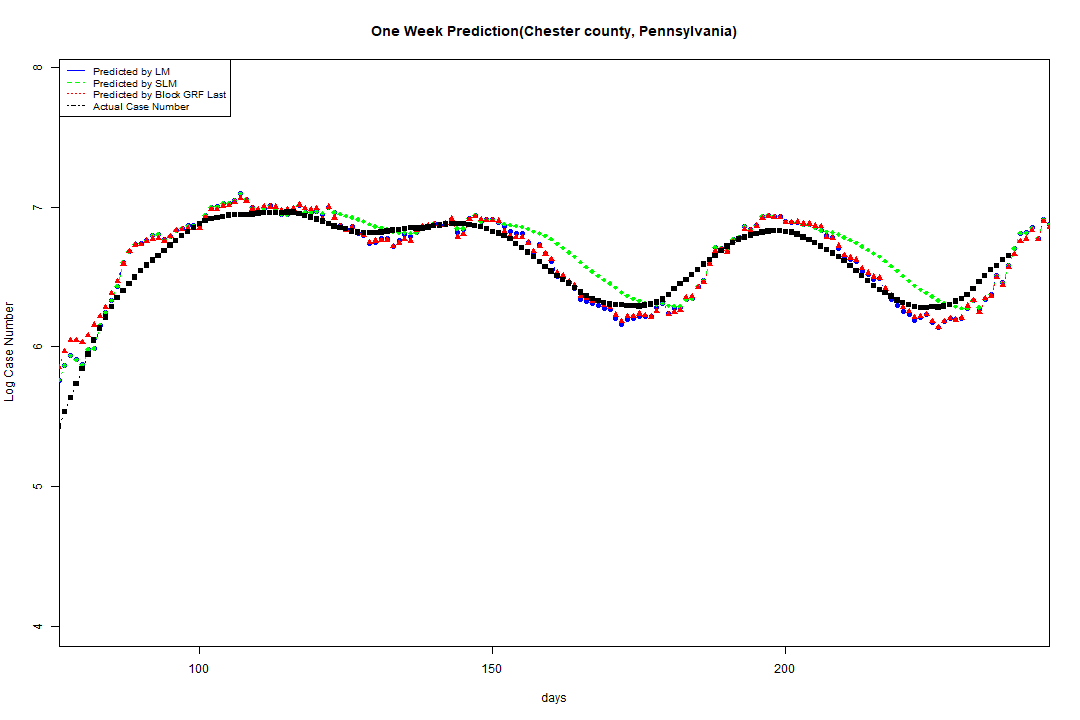 One Week Prediction(Chester county, Pennsylvania)
Predicted by LM
Predicted by SLM
Predicted by Block GRF Last
Actual Case Number
8
7
6
5
4
Log Case Number
100 150 200
days